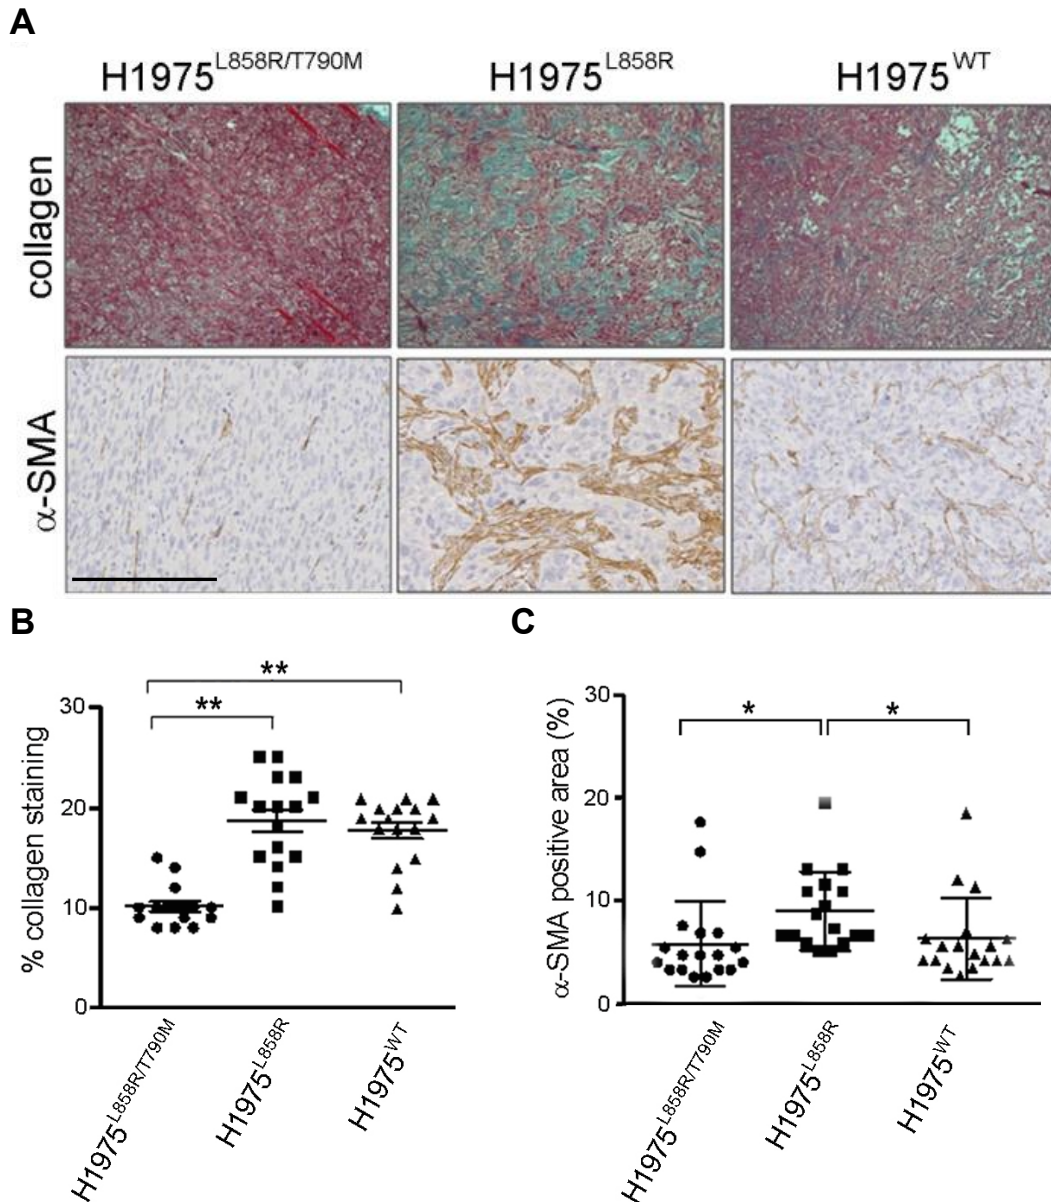 A
H1975L858R/T790M H1975L858R H1975WT
collagen
α-SMA
B
C
** 
**
30
20
10
0
% collagen staining
H1975L858R/T790M
H1975L858R
H1975WT
* *
30
20
10
0
α-SMA positive area (%)
H1975L858R/T790M
H1975L858R
H1975WT